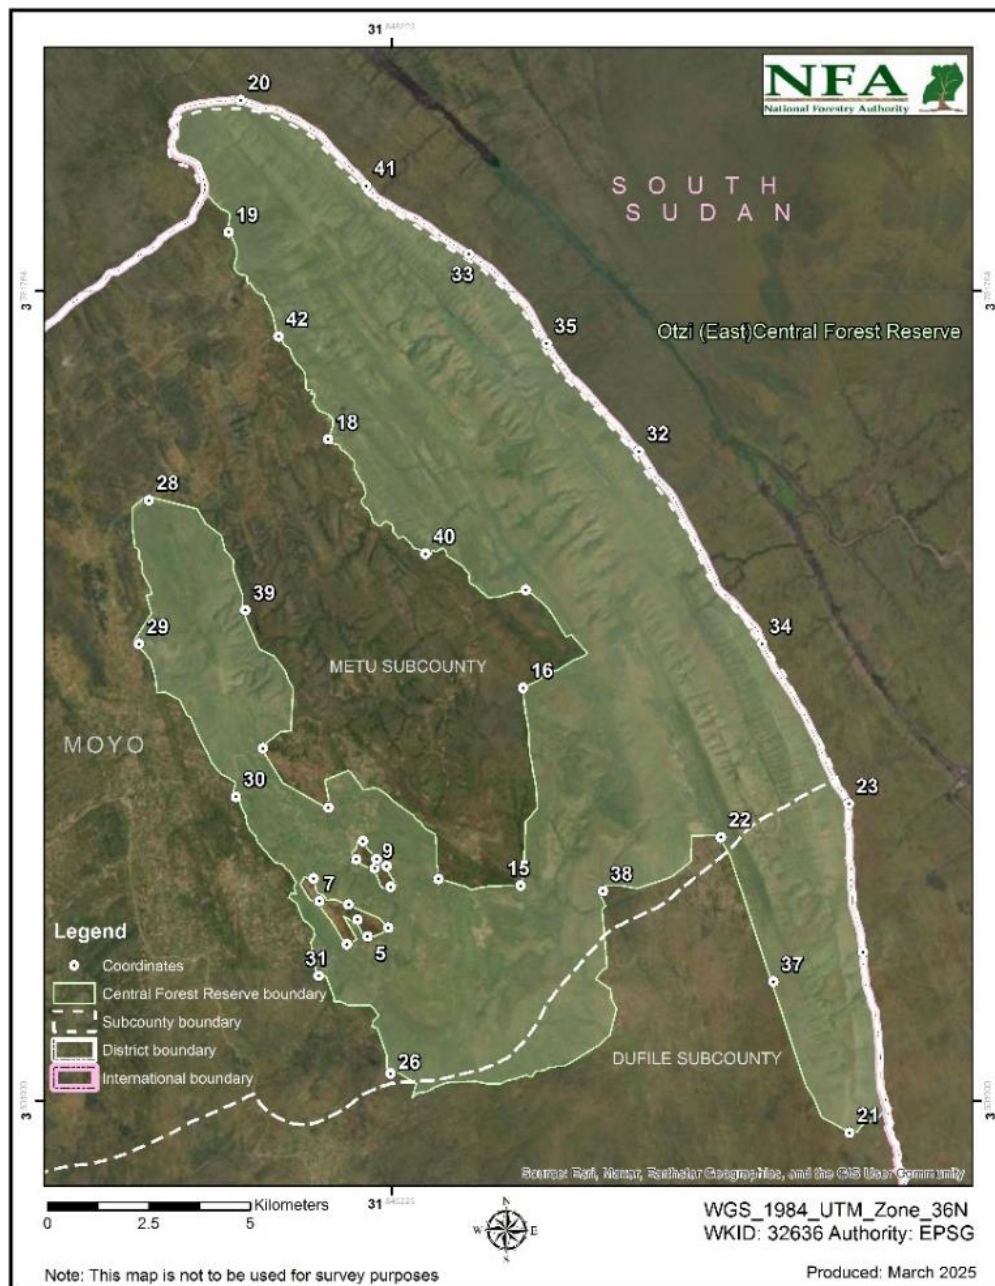 31
20
NFA
National Forestry Authority
41
SOUTH
SUDAN
19
33
3
3
42
35
Otzi (East)Central Forest Reserve
18
32
28
40
39
34
29
METU SUBCOUNTY
16
MOYO
30
23
22
9
7
15
38
Legend
5
Coordinates
31
37
Central Forest Reserve boundary
Subcounty boundary
District boundary
DUFILE SUBCOUNTY
26
International boundary
3
3
21
Source: Esri, Maxar, Earthstar Geographics, and the GIS User Community
Kilometers
0 2.5 5
31
N
W E
S
WGS_1984_UTM_Zone_36N
WKID: 32636 Authority: EPSG
Note: This map is not to be used for survey purposes
Produced: March 2025